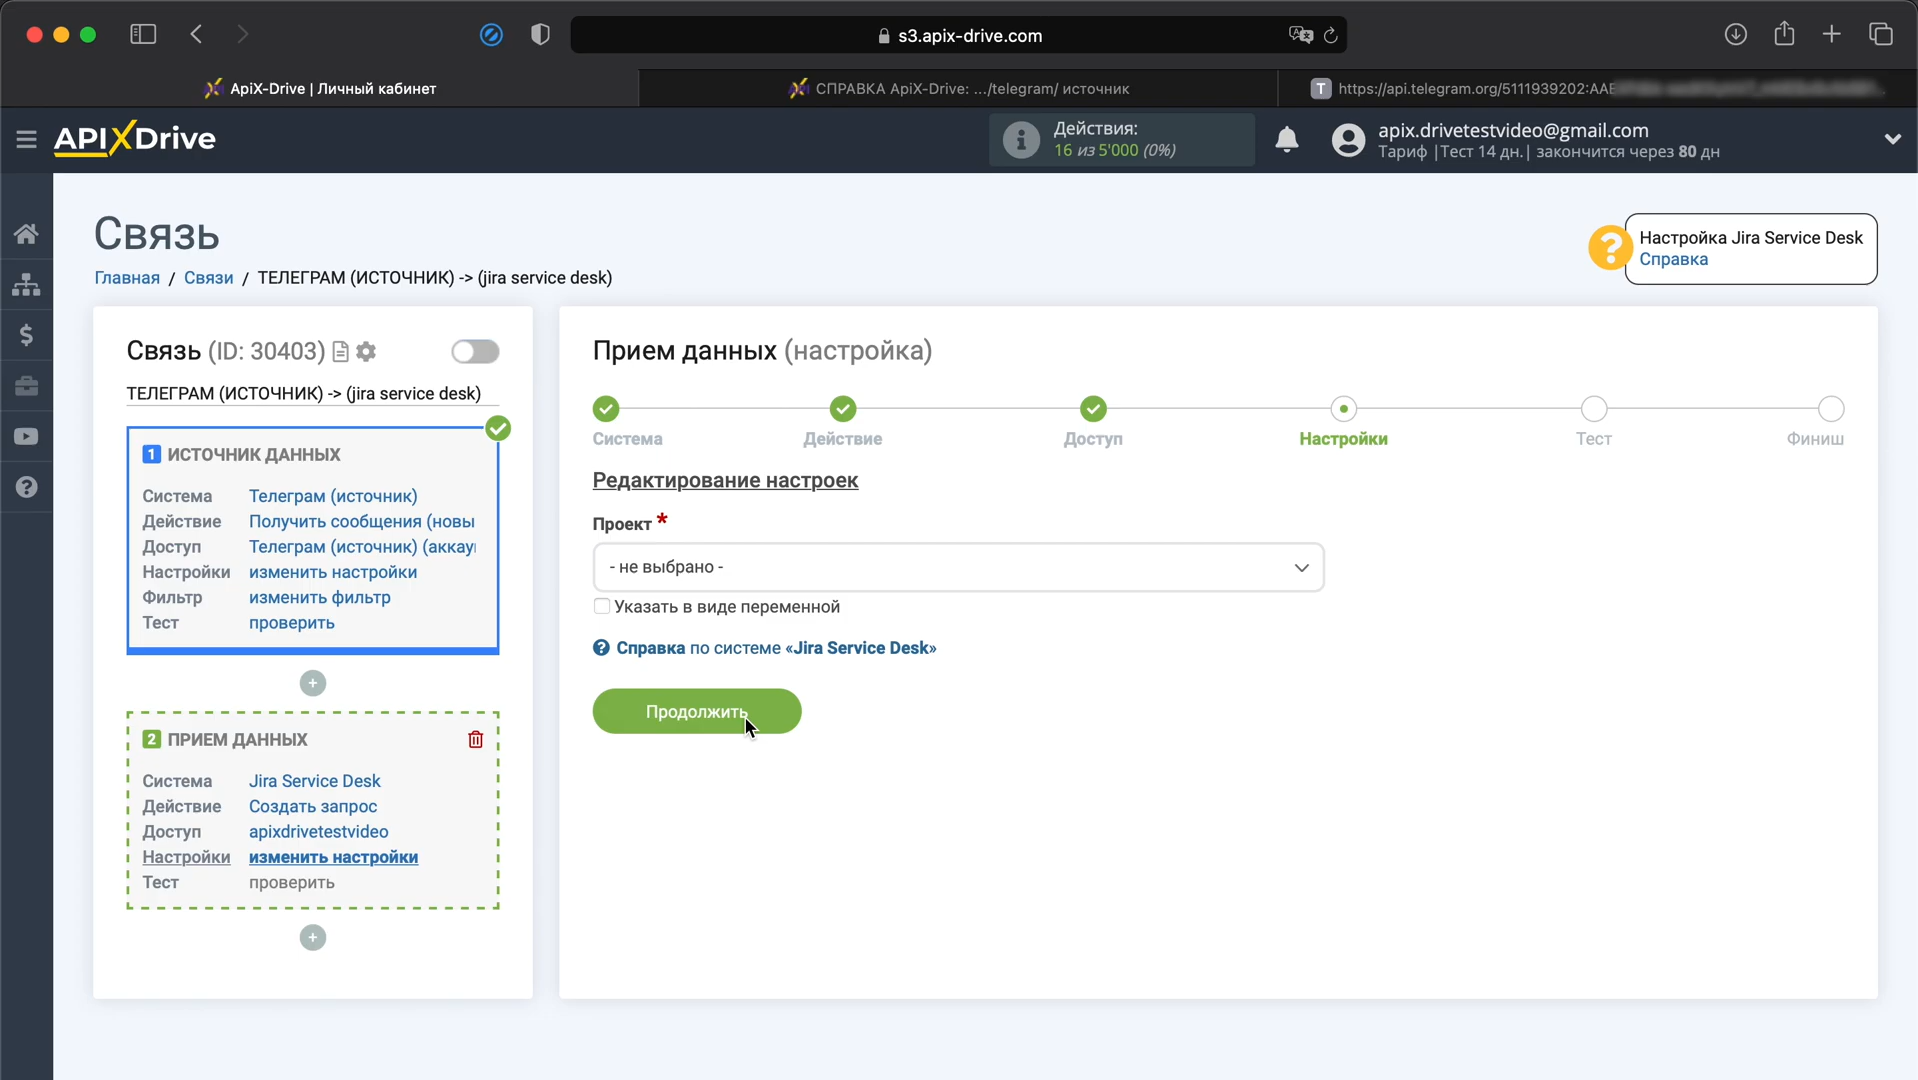 s3.apix-drive.com
ApiX-Drive | Личный кабинет
СПРАВКА ApiX-Drive: .../telegram/ источник
T https://api.telegram.org/5111939202:AAE
APIXDrive
Действия:
16 из 5'000 (0%)
apix.drivetestvideo@gmail.com
Тариф |Тест 14 дн.| закончится через 80 дн
Связь
Главная / Связи / ТЕЛЕГРАМ (ИСТОЧНИК) -> (jira service desk)
Настройка Jira Service Desk
Справка
Связь (ID: 30403)
ТЕЛЕГРАМ (ИСТОЧНИК) -> (jira service desk)
1 ИСТОЧНИК ДАННЫХ
Система Телеграм (источник)
Действие Получить сообщения (новы
Доступ Телеграм (источник) (аккау
Настройки изменить настройки
Фильтр изменить фильтр
Тест проверить
2 ПРИЕМ ДАННЫХ
Система Jira Service Desk
Действие Создать запрос
Доступ apixdrivetestvideo
Настройки изменить настройки
Тест проверить
Прием данных (настройка)
Система Действие Доступ Настройки Тест Финиш
Редактирование настроек
Проект *
- не выбрано -
Указать в виде переменной
Справка по системе «Jira Service Desk»
Продолжить